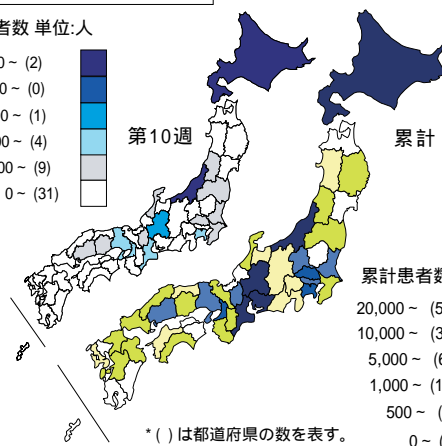 者数 単位:人
0～ (2)
0～ (0)
0～ (1)
00～ (4)
00～ (9)
0～ (31)
第10週
累計
累計患者数
20,000～ (5
10,000～ (3
5,000～ (6
1,000～ (1
500～ (
0～ (
*( )は都道府県の数を表す。